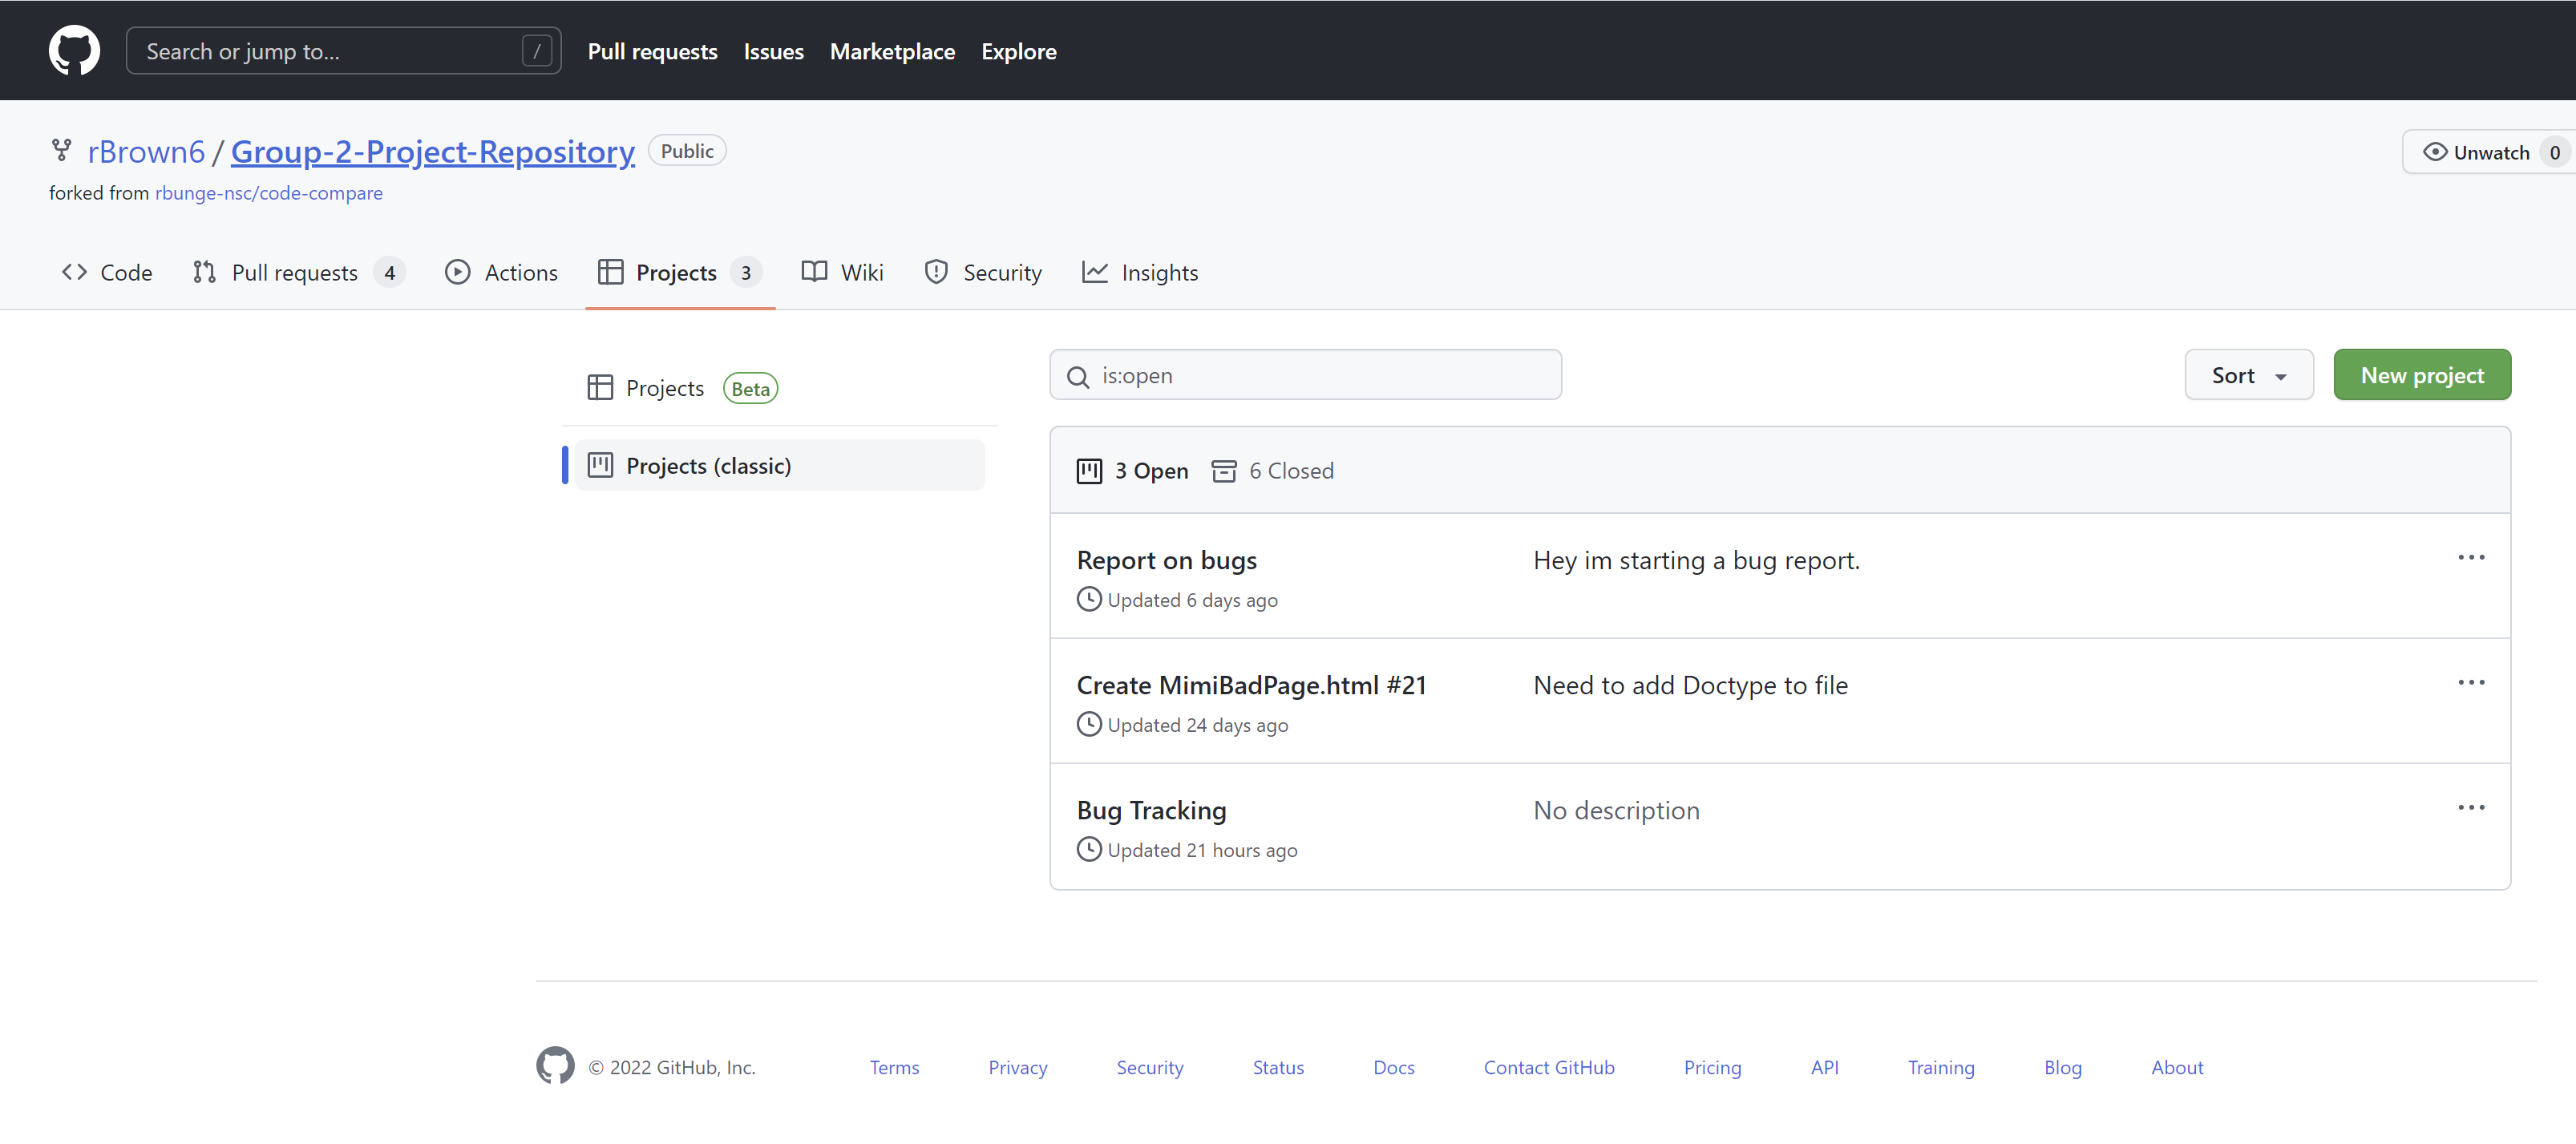 Search or jump to... / Pull requests Issues Marketplace Explore
rBrown6 / Group-2-Project-Repository Public Unwatch 0
forked from rbunge-nsc/code-compare
Code Pull requests 4 Actions Projects 3 Wiki Security Insights
Projects Beta
Projects (classic)
is:open Sort New project
3 Open 6 Closed
Report on bugs Hey im starting a bug report.
Updated 6 days ago
Create MimiBadPage.html #21 Need to add Doctype to file
Updated 24 days ago
Bug Tracking No description
Updated 21 hours ago
© 2022 GitHub, Inc. Terms Privacy Security Status Docs Contact GitHub Pricing API Training Blog About